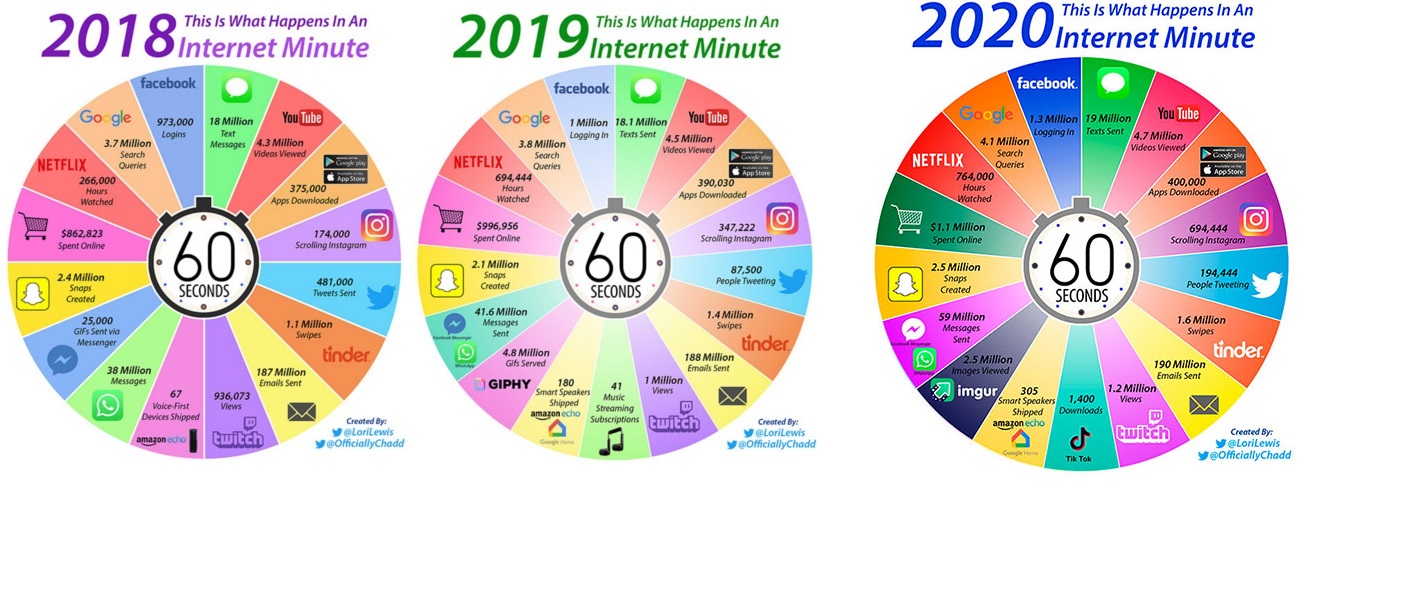 2018 This Is What Happens In An
Internet Minute
facebook
973,000
Logins
18 Million
Text
Messages
YouTube
4.3 Million
Videos Viewed
Google play
App Store
375,000
Apps Downloaded
174,000
Scrolling Instagram
481,000
Tweets Sent
1.1 Million
Swipes
tinder
187 Million
Emails Sent
936,073
Views
twitch
67
Voice-First
Devices Shipped
amazon echo
38 Million
Messages
25,000
GIFs Sent via
Messenger
2.4 Million
Snaps
Created
$862,823
Spent Online
NETFLIX
266,000
Hours
Watched
Google
3.7 Million
Search
Queries
60
SECONDS
Created By:
@LoriLewis
@OfficiallyChadd
2019 This Is What Happens In An
Internet Minute
facebook
1 Million
Logging In
18.1 Million
Texts Sent
YouTube
4.5 Million
Videos Viewed
Google play
App Store
390,030
Apps Downloaded
347,222
Scrolling Instagram
87,500
People Tweeting
1.4 Million
Swipes
tinder
188 Million
Emails Sent
1 Million
Views
twitch
41
Music
Streaming
Subscriptions
180
Smart Speakers
Shipped
amazon echo
Google Home
4.8 Million
Gifs Served
GIPHY
41.6 Million
Messages
Sent
Facebook Messenger
WhatsApp
2.1 Million
Snaps
Created
$996,956
Spent Online
NETFLIX
694,444
Hours
Watched
Google
3.8 Million
Search
Queries
60
SECONDS
Created By:
@LoriLewis
@OfficiallyChadd
2020 This Is What Happens In An
Internet Minute
facebook
1.3 Million
Logging In
19 Million
Texts Sent
YouTube
4.7 Million
Videos Viewed
Google play
App Store
400,000
Apps Downloaded
694,444
Scrolling Instagram
194,444
People Tweeting
1.6 Million
Swipes
tinder
190 Million
Emails Sent
1.2 Million
Views
twitch
1,400
Downloads
Tik Tok
305
Smart Speakers
Shipped
amazon echo
Google Home
2.5 Million
Images Viewed
imgur
59 Million
Messages
Sent
Facebook Messenger
WhatsApp
2.5 Million
Snaps
Created
$1.1 Million
Spent Online
NETFLIX
764,000
Hours
Watched
Google
4.1 Million
Search
Queries
60
SECONDS
Created By:
@LoriLewis
@OfficiallyChadd